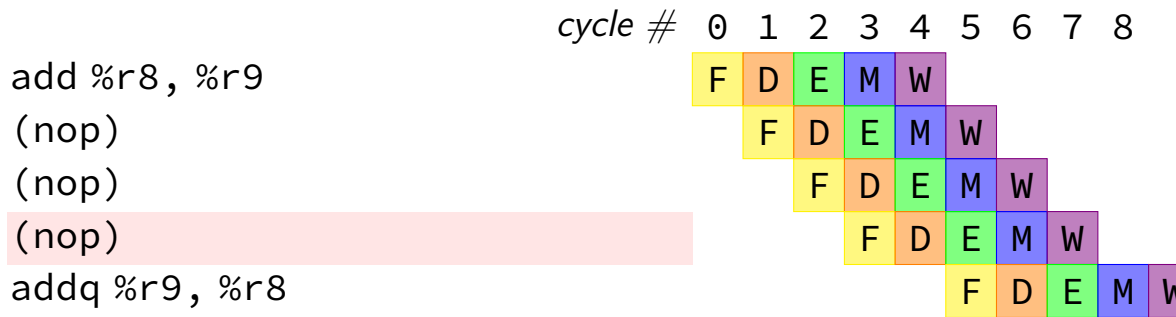 cycle # 0 1 2 3 4 5 6 7 8
add %r8, %r9 F D E M W
(nop) F D E M W
(nop) F D E M W
(nop) F D E M W
addq %r9, %r8 F D E M W